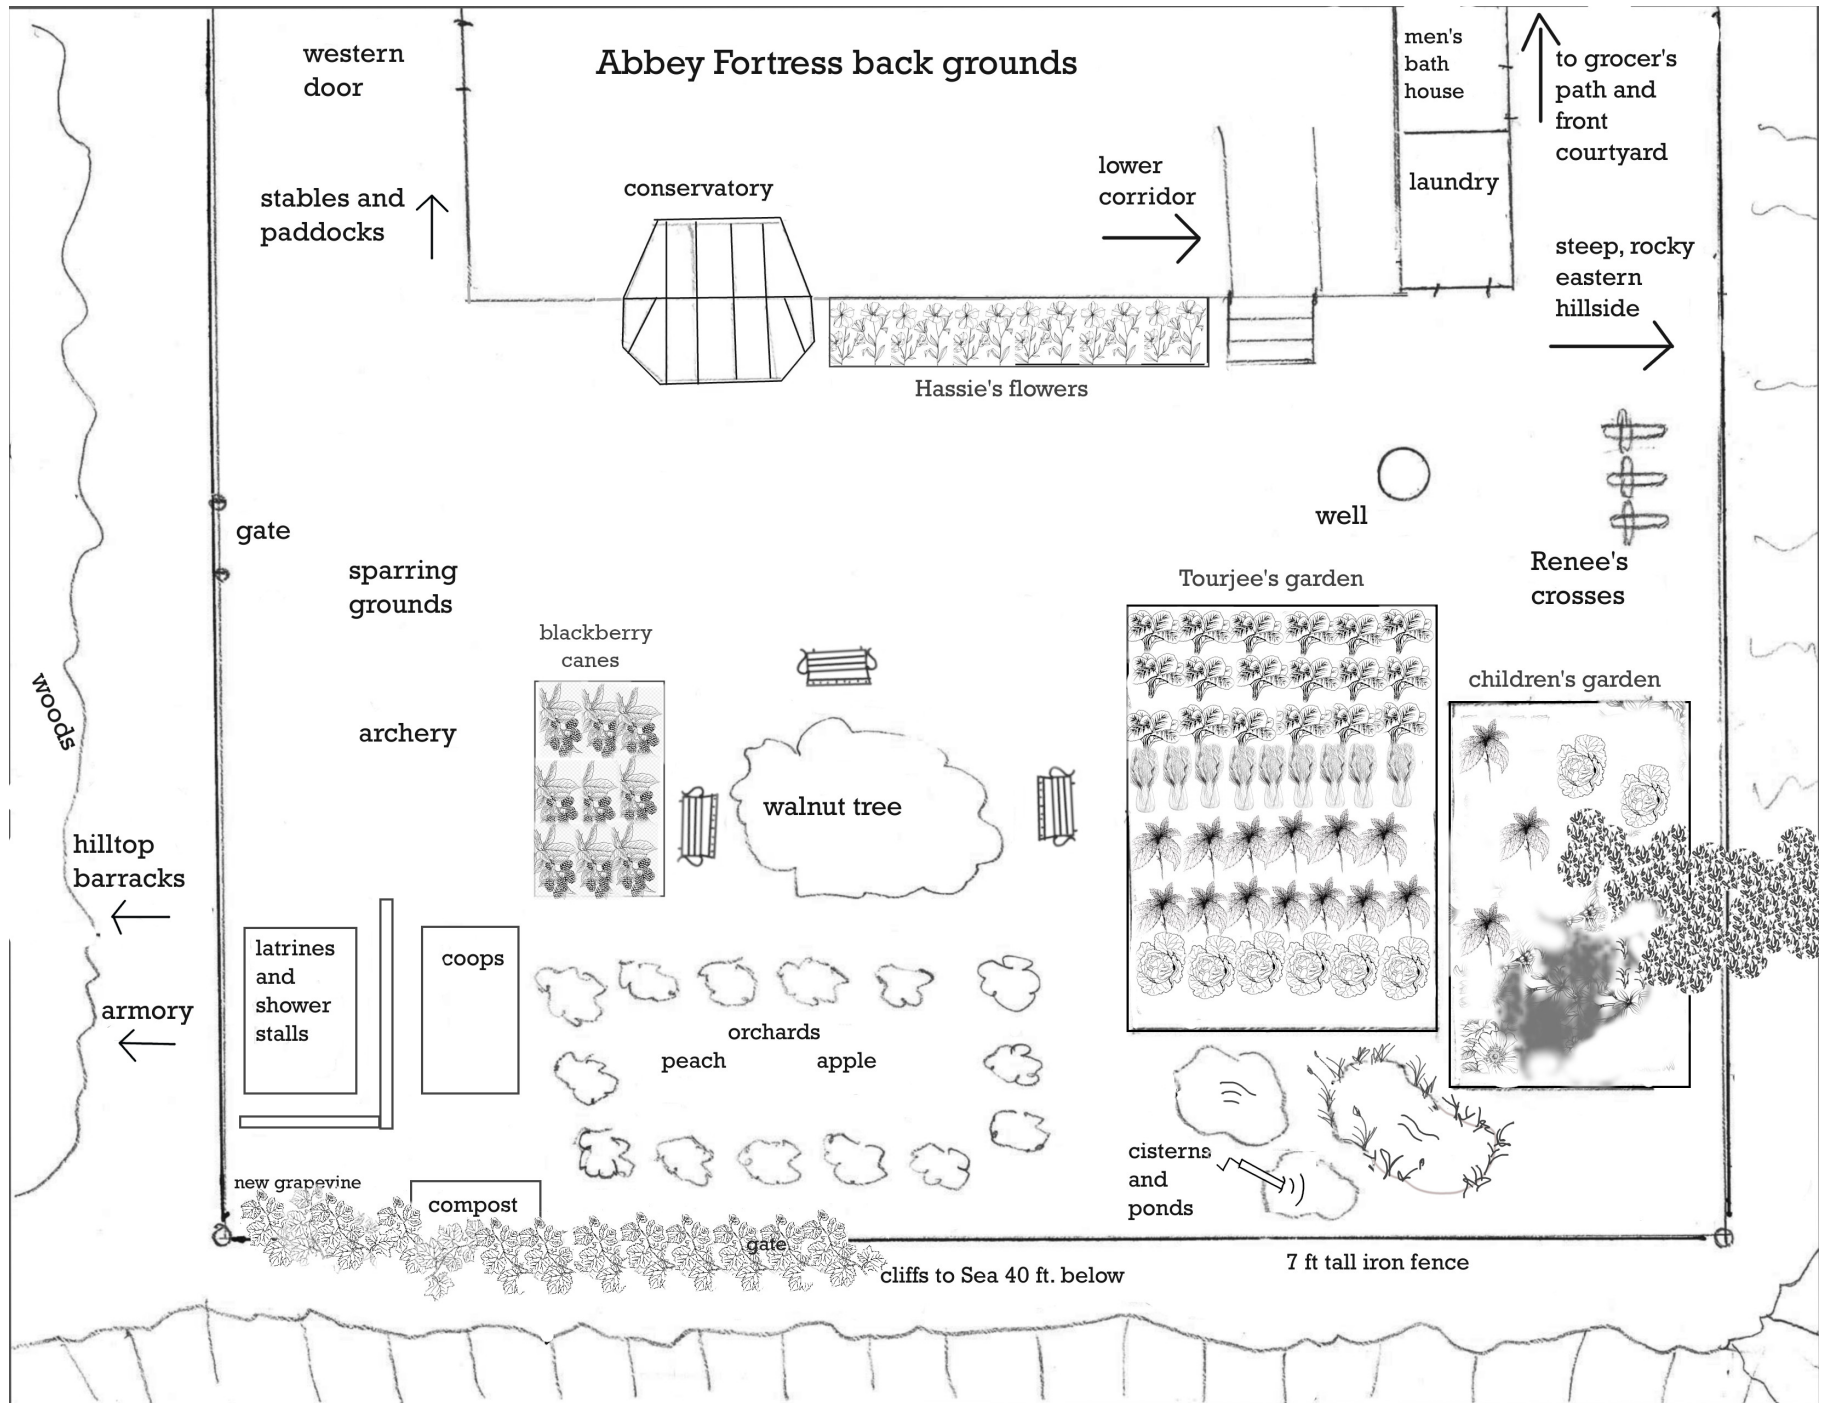 Abbey Fortress back grounds
western
door
men's
bath
house
to grocer's
path and
front
courtyard
stables and
paddocks
conservatory
lower
corridor
laundry
steep, rocky
eastern
hillside
Hassie's flowers
gate
well
sparring
grounds
Renee's
crosses
Tourjee's garden
blackberry
canes
children's garden
woods
archery
walnut tree
hilltop
barracks
latrines
and
shower
stalls
coops
armory
orchards
peach
apple
cisterns
and
ponds
new grapevine
compost
gate
cliffs to Sea 40 ft. below
7 ft tall iron fence